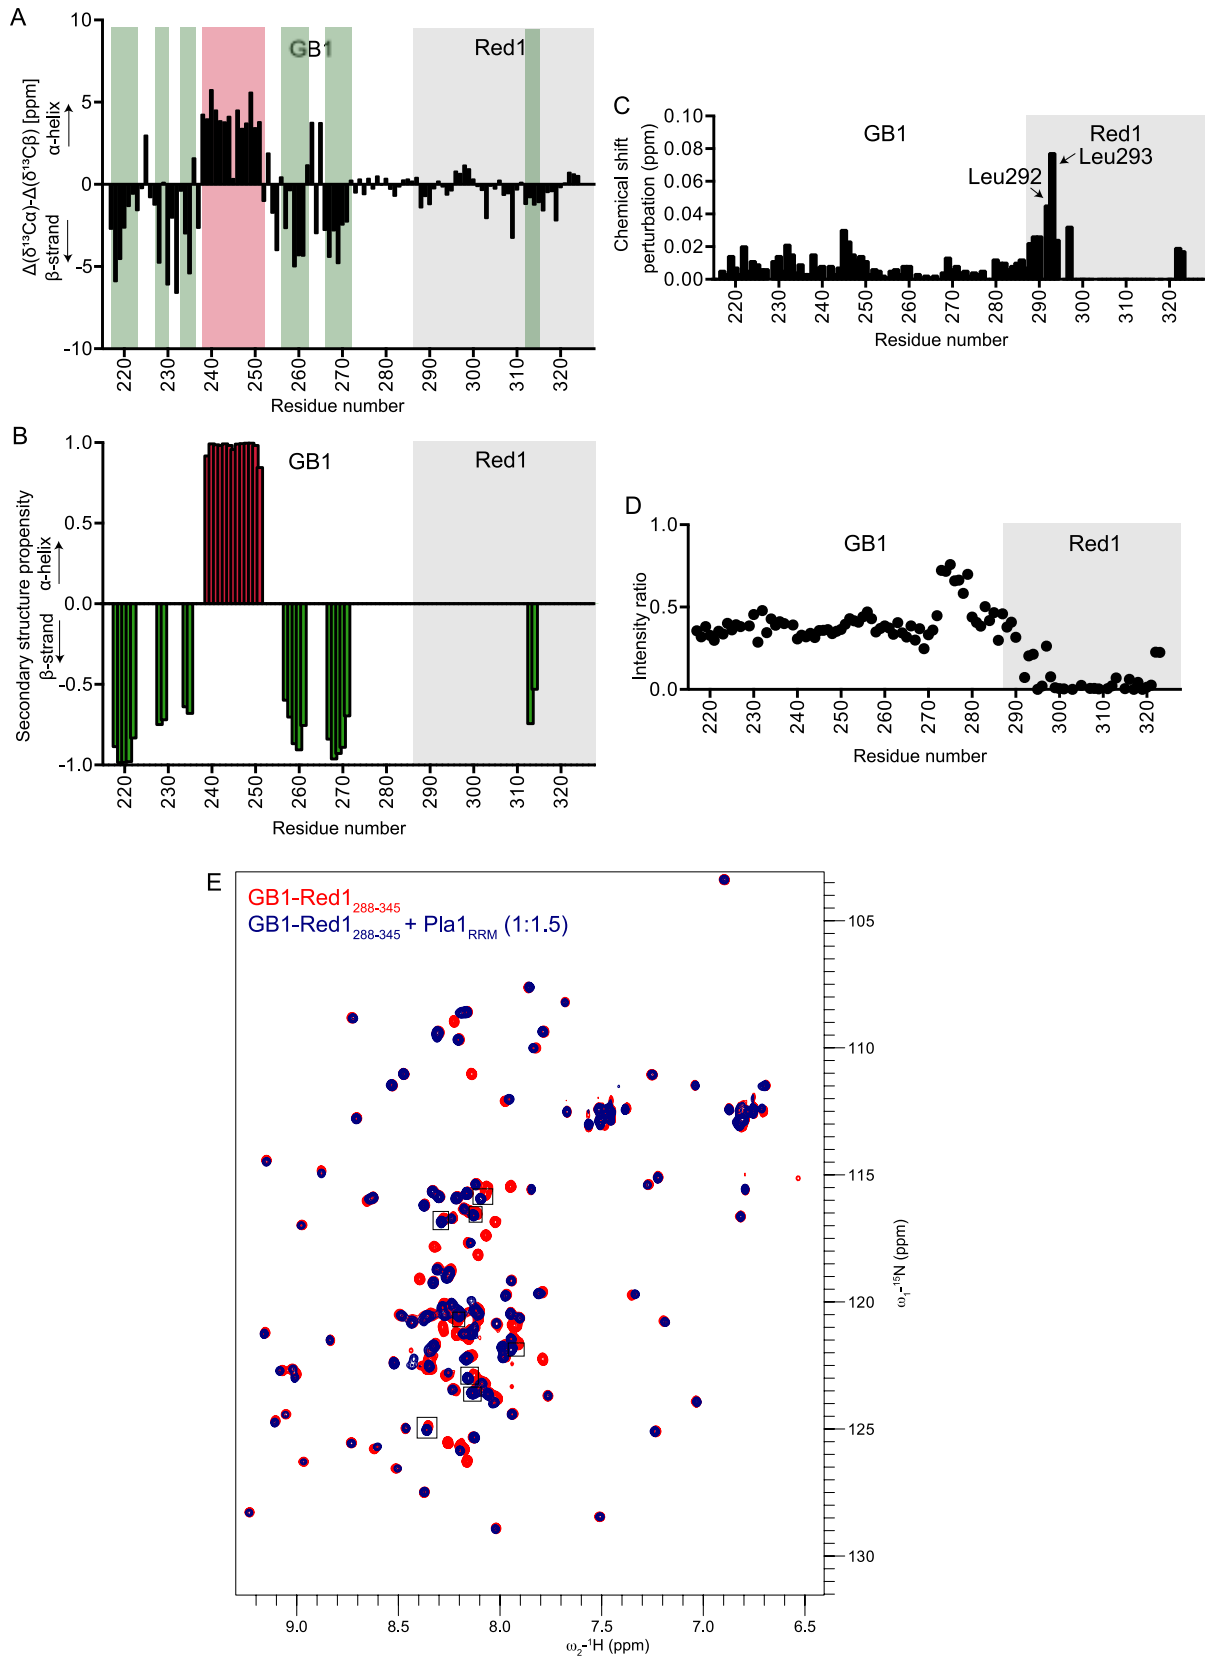 A
10
5
0
-5
-10
Δ(δ¹³Cα)-Δ(δ¹³Cβ) [ppm]
α-helix
β-strand
GB1
Red1
220 230 240 250 260 270 280 290 300 310 320
Residue number
B
1.0
0.5
0.0
-0.5
-1.0
Secondary structure propensity
α-helix
β-strand
GB1
Red1
220 230 240 250 260 270 280 290 300 310 320
Residue number
C
0.10
0.08
0.06
0.04
0.02
0.00
Chemical shift
perturbation (ppm)
GB1
Red1
Leu293
Leu292
220 230 240 250 260 270 280 290 300 310 320
Residue number
D
1.0
0.5
0.0
Intensity ratio
GB1
Red1
220 230 240 250 260 270 280 290 300 310 320
Residue number
E
GB1-Red1₂₈₈₋₃₄₅
GB1-Red1₂₈₈₋₃₄₅ + Pla1RRM (1:1.5)
105
110
115
120
125
130
ω₁-¹⁵N (ppm)
9.0 8.5 8.0 7.5 7.0 6.5
ω₂-¹H (ppm)